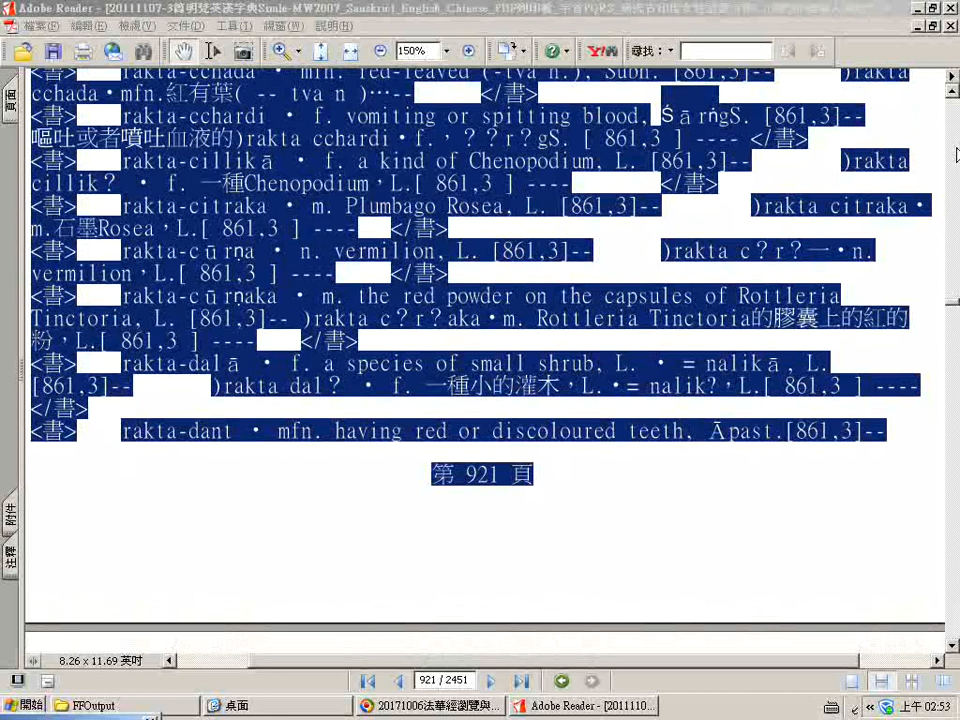 Adobe Reader - [20111107-3簡明梵英漢字典Sunle-MW2007_Sanskrit_English_Chinese_PDF
檔案(F) 編輯(E) 檢視(V) 文件(D) 工具(T) 視窗(W) 說明(H)
150% Y! 尋找：
頁面
<書> rakta-cchada • mfn. red-leaved (-tva n.), Suśr. [861,3]-- )rakta
cchada•mfn.紅有葉( -- tva n )…-- </書>
<書> rakta-cchardi • f. vomiting or spitting blood, ŚārṅgS. [861,3]--
嘔吐或者噴吐血液的)rakta cchardi•f.，??r?gS. [ 861,3 ] ---- </書>
<書> rakta-cillikā • f. a kind of Chenopodium, L. [861,3]-- )rakta
cillik? • f. 一種Chenopodium，L.[ 861,3 ] ---- </書>
<書> rakta-citraka • m. Plumbago Rosea, L. [861,3]-- )rakta citraka•
m.石墨Rosea，L.[ 861,3 ] ---- </書>
<書> rakta-cūrṇa • n. vermilion, L. [861,3]-- )rakta c?r?一•n.
vermilion，L.[ 861,3 ] ---- </書>
<書> rakta-cūrṇaka • m. the red powder on the capsules of Rottleria
Tinctoria, L. [861,3]-- )rakta c?r?aka•m. Rottleria Tinctoria的膠囊上的紅的
粉，L.[ 861,3 ] ---- </書>
<書> rakta-dalā • f. a species of small shrub, L. • = nalikā, L.
[861,3]-- )rakta dal? • f. 一種小的灌木，L.•= nalik?，L.[ 861,3 ] ----
</書>
<書> rakta-dant • mfn. having red or discoloured teeth, Āpast.[861,3]--
第 921 頁
附件
注釋
8.26 x 11.69 英吋
921 / 2451
開始 FFOutput 桌面 20171006法華經瀏覽與... Adobe Reader - [2011110... 上午 02:53